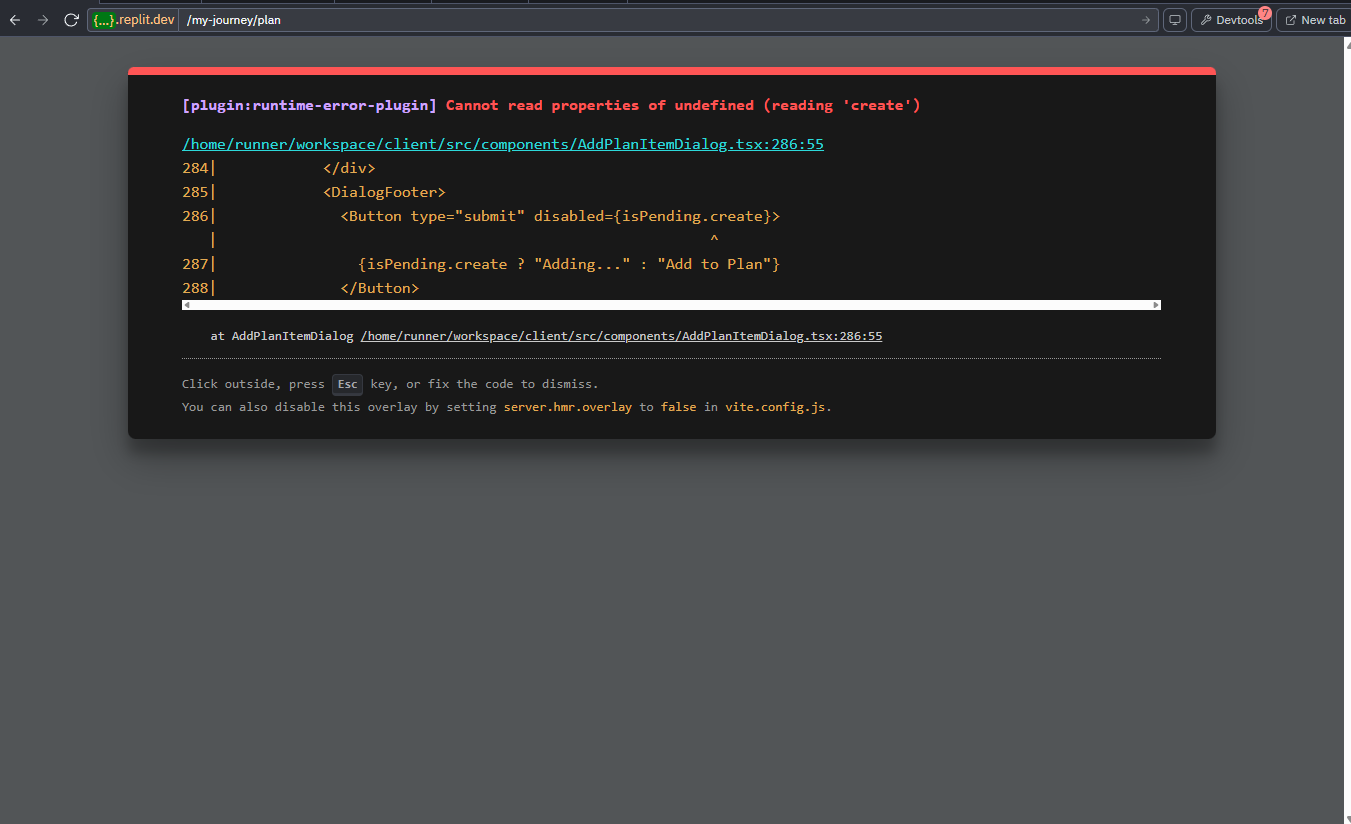 {...}.replit.dev /my-journey/plan Devtools 7 New tab
[plugin:runtime-error-plugin] Cannot read properties of undefined (reading 'create')
/home/runner/workspace/client/src/components/AddPlanItemDialog.tsx:286:55
284| </div>
285| <DialogFooter>
286| <Button type="submit" disabled={isPending.create}>
| ^
287| {isPending.create ? "Adding..." : "Add to Plan"}
288| </Button>
at AddPlanItemDialog /home/runner/workspace/client/src/components/AddPlanItemDialog.tsx:286:55
Click outside, press Esc key, or fix the code to dismiss.
You can also disable this overlay by setting server.hmr.overlay to false in vite.config.js.